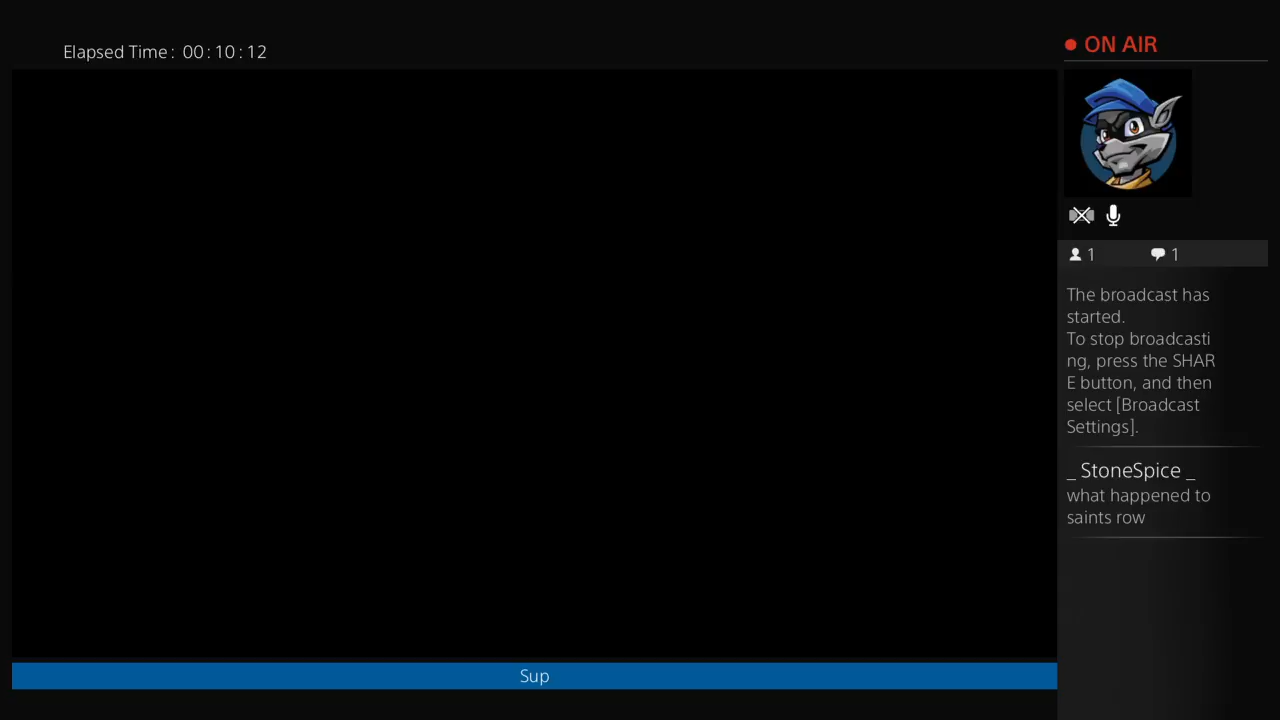 Elapsed Time: 00:10:12
ON AIR
1 1
The broadcast has
started.
To stop broadcasti
ng, press the SHAR
E button, and then
select [Broadcast
Settings].
_ StoneSpice _
what happened to
saints row
Sup